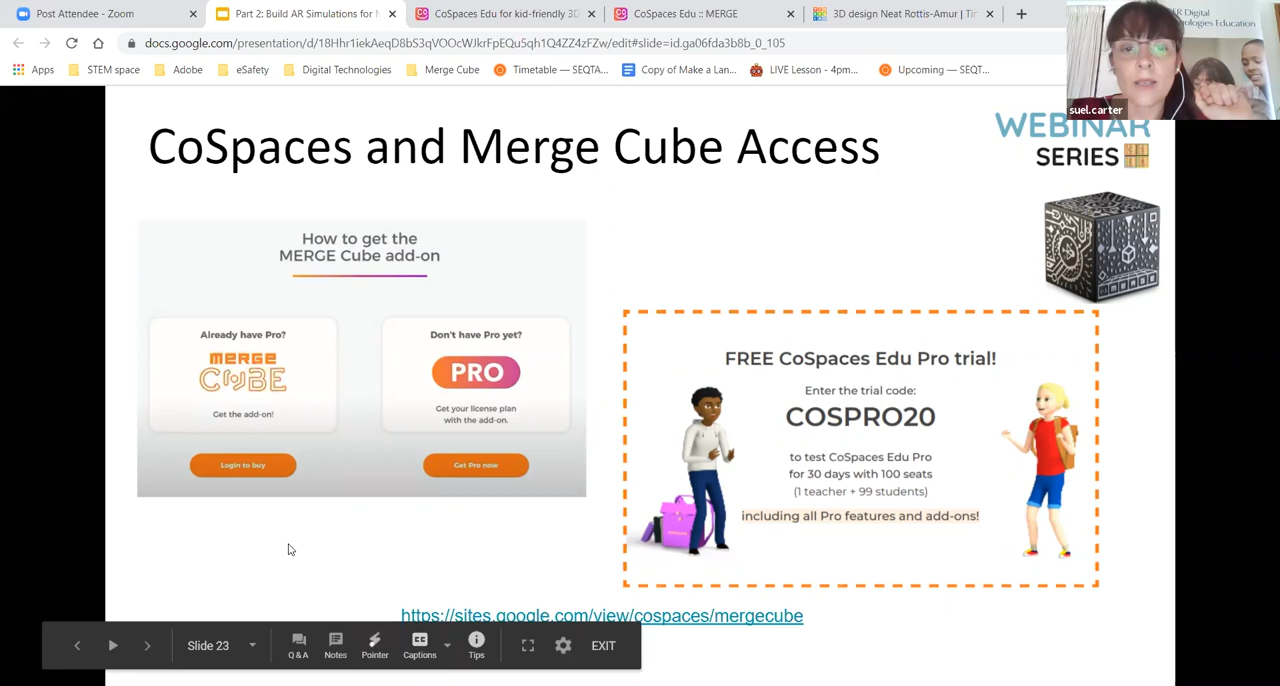 Post Attendee - Zoom
Part 2: Build AR Simulations for M
CoSpaces Edu for kid-friendly 3D
CoSpaces Edu :: MERGE
3D design Neat Rottis-Amur | Tin
docs.google.com/presentation/d/18Hhr1iekAeqD8bS3qVOOcWJkrFpEQu5qh1Q4ZZ4zFZw/edit#slide=id.ga06fda3b8b_0_105
Apps
STEM space
Adobe
eSafety
Digital Technologies
Merge Cube
Timetable — SEQTA...
Copy of Make a Lan...
LIVE Lesson - 4pm...
Upcoming — SEQT...
Digital
Technologies Education
suel.carter
CoSpaces and Merge Cube Access
WEBINAR
SERIES
How to get the
MERGE Cube add-on
Already have Pro?
MERGE
CUBE
Get the add-on!
Login to buy
Don't have Pro yet?
PRO
Get your license plan
with the add-on.
Get Pro now
MERGE
FREE CoSpaces Edu Pro trial!
Enter the trial code:
COSPRO20
to test CoSpaces Edu Pro
for 30 days with 100 seats
(1 teacher + 99 students)
including all Pro features and add-ons!
https://sites.google.com/view/cospaces/mergecube
Slide 23
Q & A
Notes
Pointer
Captions
Tips
EXIT